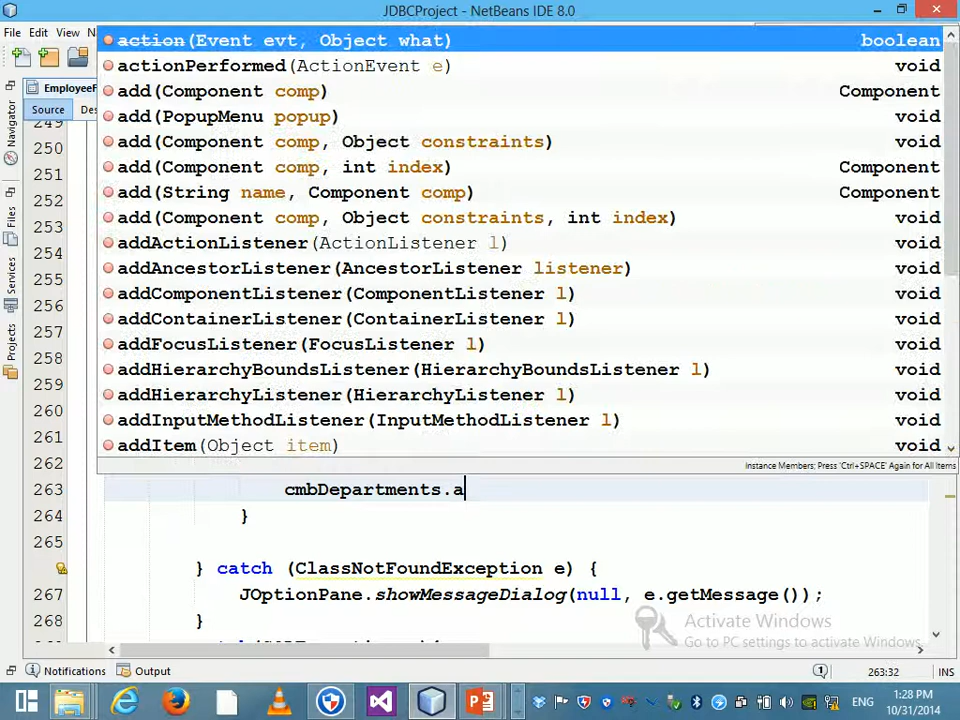 JDBCProject - NetBeans IDE 8.0
File Edit View N
EmployeeF
Source Des
Navigator
Files
Services
Projects
action(Event evt, Object what) boolean
actionPerformed(ActionEvent e) void
add(Component comp) Component
add(PopupMenu popup) void
add(Component comp, Object constraints) void
add(Component comp, int index) Component
add(String name, Component comp) Component
add(Component comp, Object constraints, int index) void
addActionListener(ActionListener l) void
addAncestorListener(AncestorListener listener) void
addComponentListener(ComponentListener l) void
addContainerListener(ContainerListener l) void
addFocusListener(FocusListener l) void
addHierarchyBoundsListener(HierarchyBoundsListener l) void
addHierarchyListener(HierarchyListener l) void
addInputMethodListener(InputMethodListener l) void
addItem(Object item) void
Instance Members; Press 'Ctrl+SPACE' Again for All Items
249
250
251
252
253
254
255
256
257
258
259
260
261
262
263 cmbDepartments.a
264 }
265
} catch (ClassNotFoundException e) {
267 JOptionPane.showMessageDialog(null, e.getMessage());
268 }
Activate Windows
Go to PC settings to activate Windows.
Notifications Output 1 263:32 INS
ENG
1:28 PM
10/31/2014